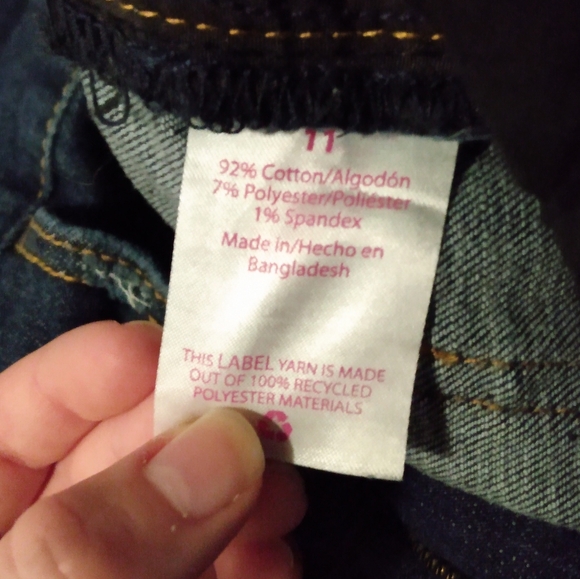 11
92% Cotton/Algodón
7% Polyester/Poliéster
1% Spandex
Made in/Hecho en
Bangladesh
THIS LABEL YARN IS MADE
OUT OF 100% RECYCLED
POLYESTER MATERIALS